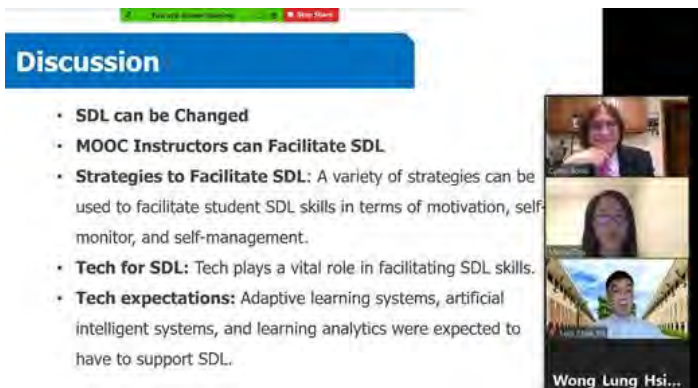 Stop Share
Discussion
• SDL can be Changed
• MOOC Instructors can Facilitate SDL
• Strategies to Facilitate SDL: A variety of strategies can be
used to facilitate student SDL skills in terms of motivation, self-
monitor, and self-management.
• Tech for SDL: Tech plays a vital role in facilitating SDL skills.
• Tech expectations: Adaptive learning systems, artificial
intelligent systems, and learning analytics were expected to
have to support SDL.
Wong Lung Hsi...